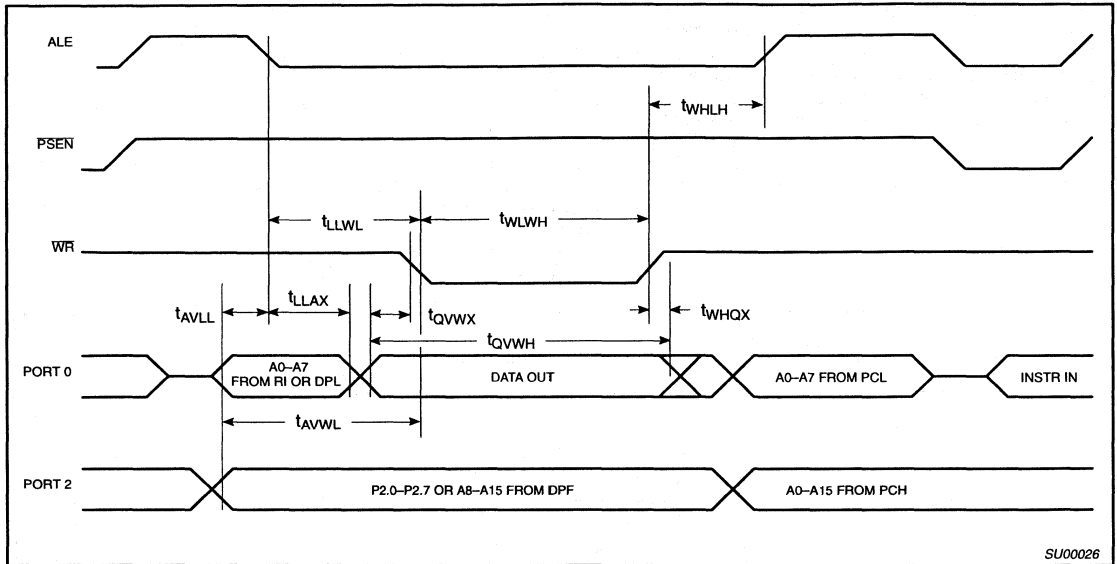 ALE
tWHLH
PSEN
tLLWL
tWLWH
WR
tAVLL
tLLAX
tQVWX
tWHQX
tQVWH
PORT 0
A0–A7
FROM RI OR DPL
DATA OUT
A0–A7 FROM PCL
INSTR IN
tAVWL
PORT 2
P2.0–P2.7 OR A8–A15 FROM DPF
A0–A15 FROM PCH
SU00026